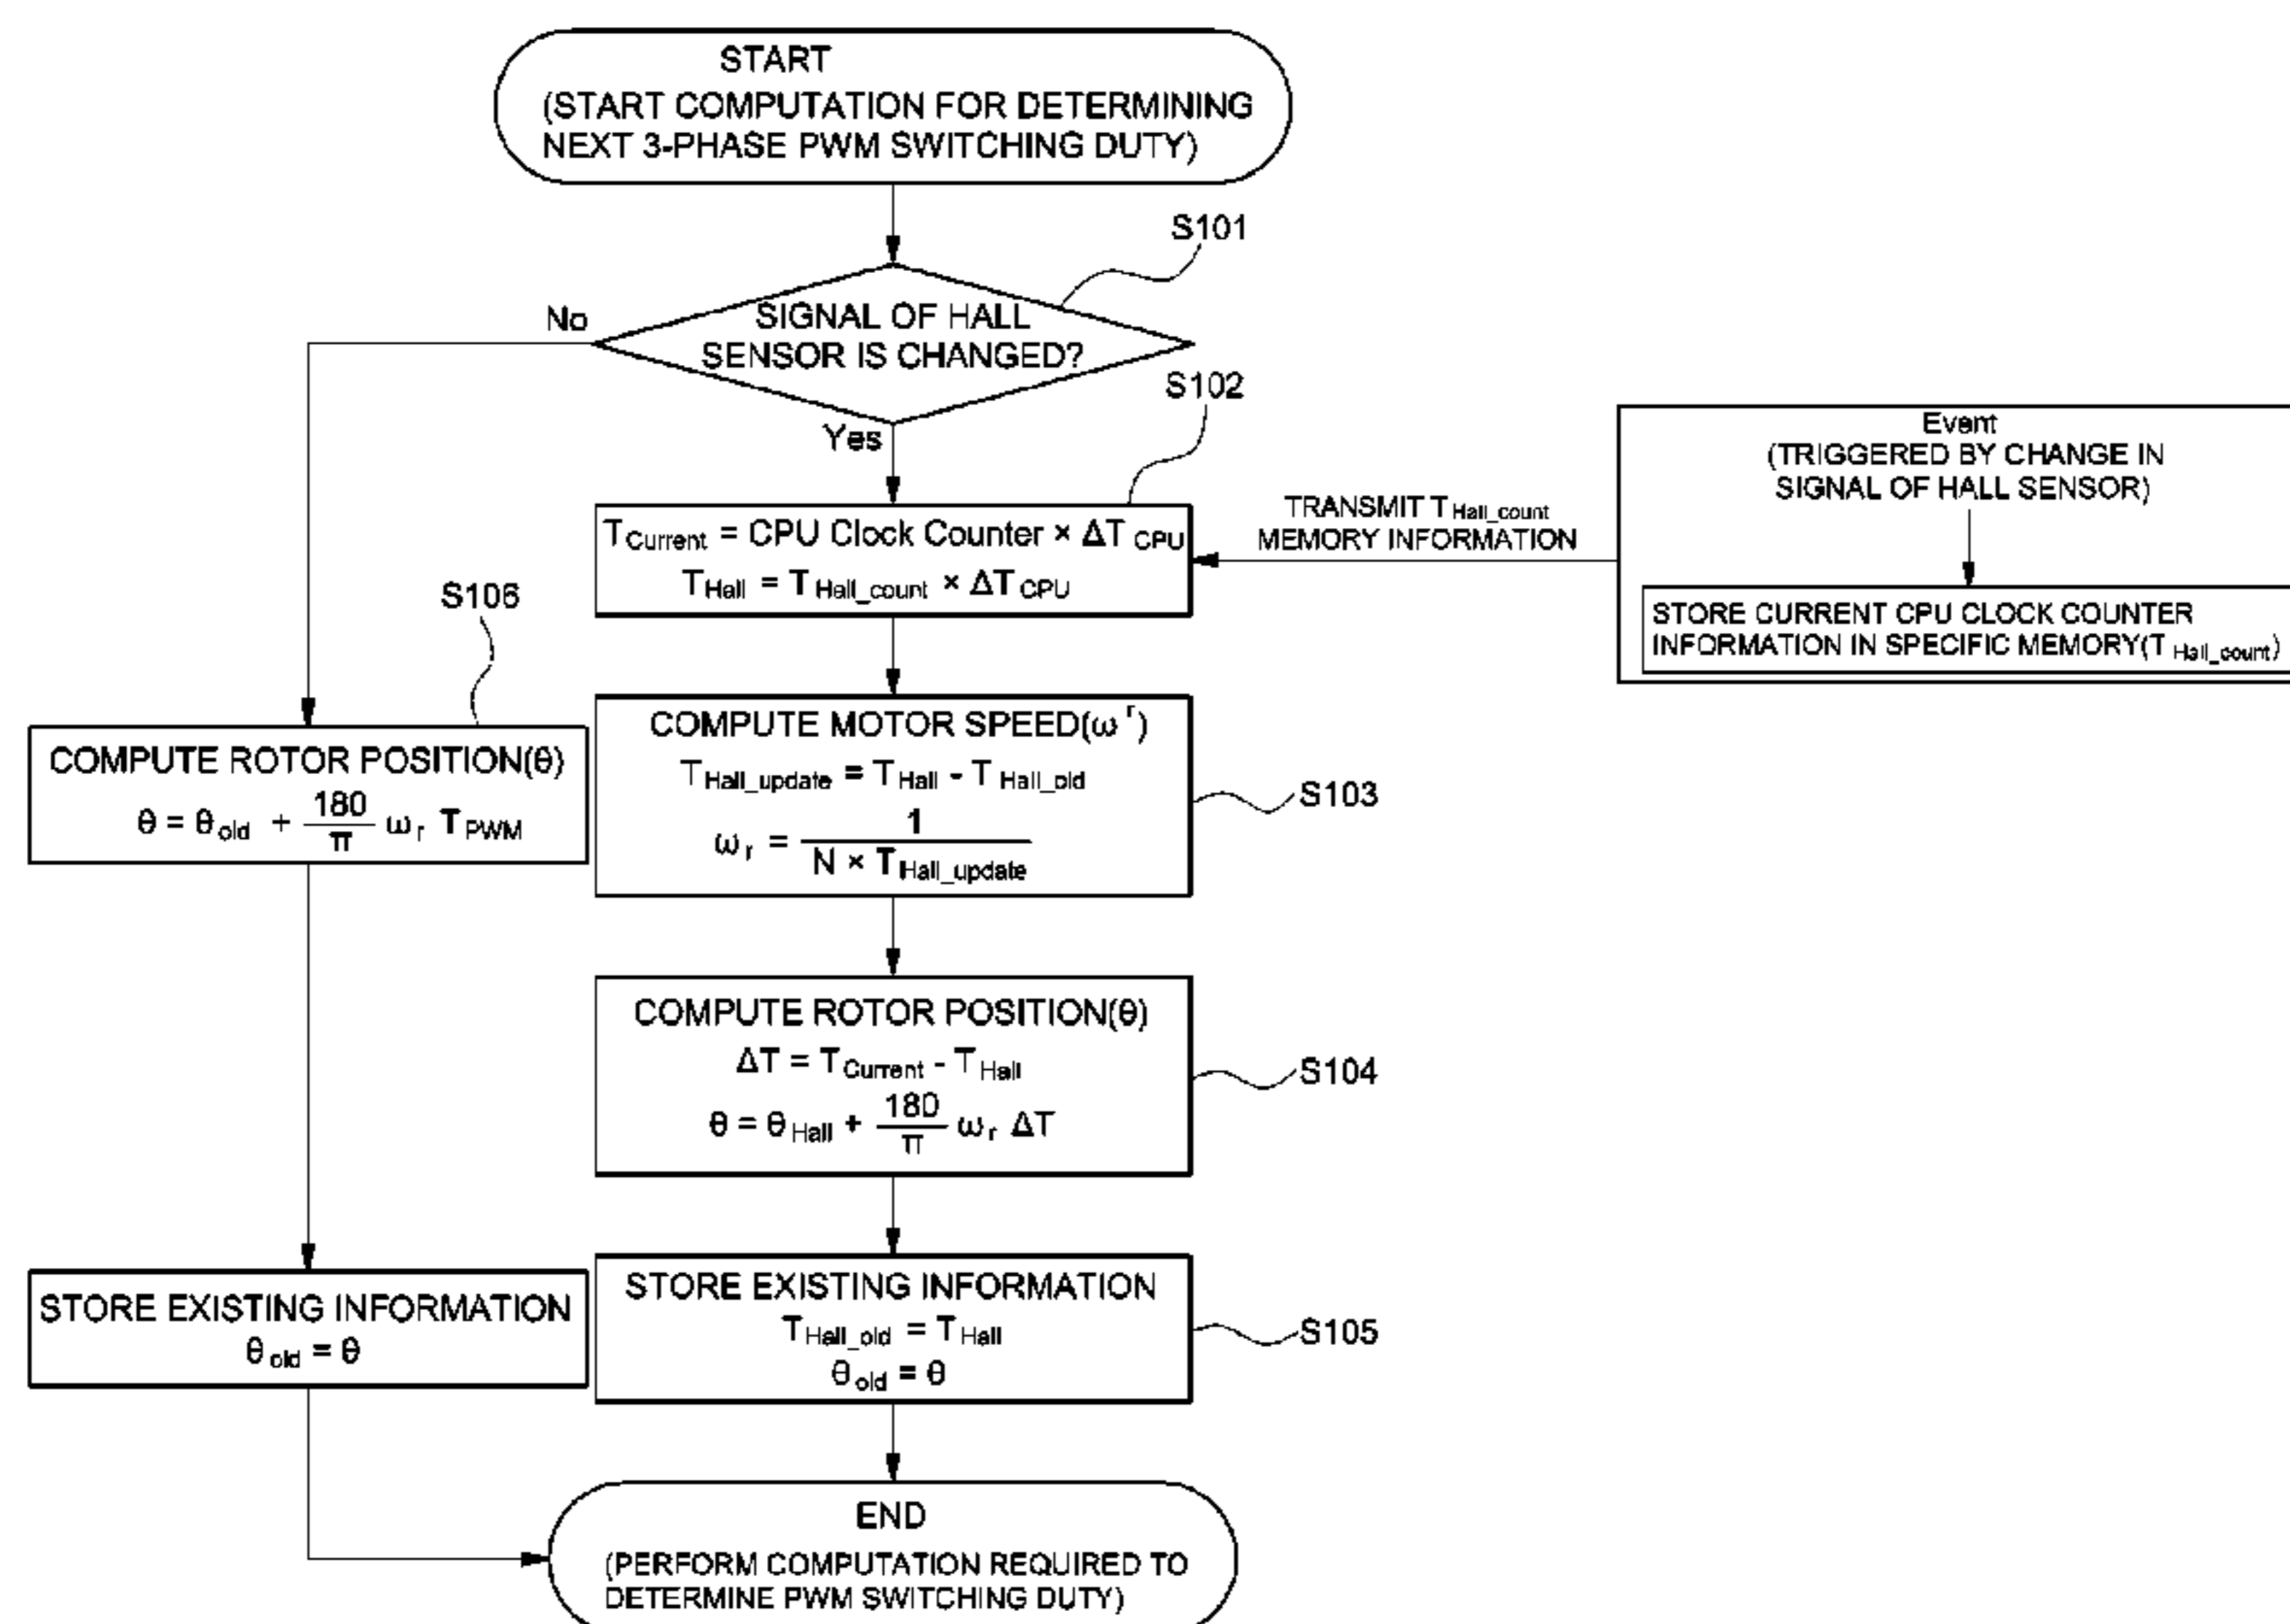 START
(START COMPUTATION FOR DETERMINING
NEXT 3-PHASE PWM SWITCHING DUTY)
S101
No
SIGNAL OF HALL
SENSOR IS CHANGED?
S102
Yes
Event
(TRIGGERED BY CHANGE IN
SIGNAL OF HALL SENSOR)
TRANSMIT T Hall_count
MEMORY INFORMATION
T Current = CPU Clock Counter × ΔT CPU
T Hall = T Hall_count × ΔT CPU
STORE CURRENT CPU CLOCK COUNTER
INFORMATION IN SPECIFIC MEMORY(T Hall_count)
S106
COMPUTE ROTOR POSITION(θ)
θ = θ old + 180/π ω r T PWM
COMPUTE MOTOR SPEED(ω r)
T Hall_update = T Hall - T Hall_old
ω r = 1 / N × T Hall_update
S103
COMPUTE ROTOR POSITION(θ)
ΔT = T Current - T Hall
θ = θ Hall + 180/π ω r ΔT
S104
STORE EXISTING INFORMATION
θ old = θ
STORE EXISTING INFORMATION
T Hall_old = T Hall
θ old = θ
S105
END
(PERFORM COMPUTATION REQUIRED TO
DETERMINE PWM SWITCHING DUTY)